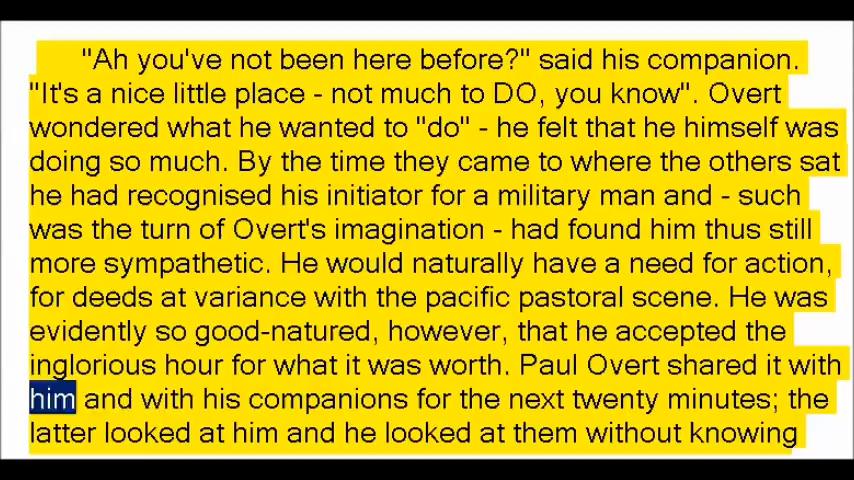 "Ah you've not been here before?" said his companion.
"It's a nice little place - not much to DO, you know". Overt
wondered what he wanted to "do" - he felt that he himself was
doing so much. By the time they came to where the others sat
he had recognised his initiator for a military man and - such
was the turn of Overt's imagination - had found him thus still
more sympathetic. He would naturally have a need for action,
for deeds at variance with the pacific pastoral scene. He was
evidently so good-natured, however, that he accepted the
inglorious hour for what it was worth. Paul Overt shared it with
him and with his companions for the next twenty minutes; the
latter looked at him and he looked at them without knowing